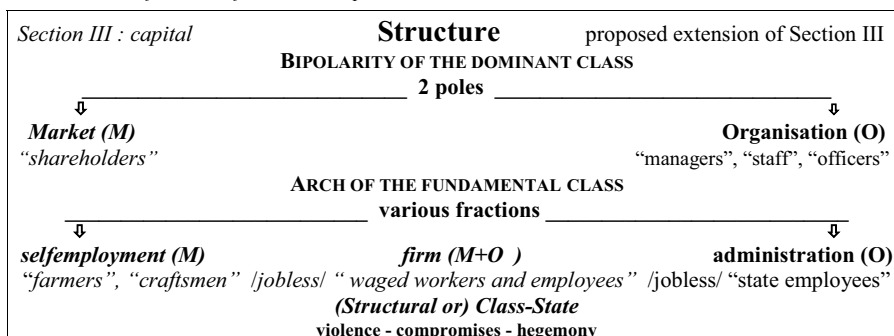 Section III : capital Structure proposed extension of Section III
BIPOLARITY OF THE DOMINANT CLASS
2 poles
Market (M) Organisation (O)
“shareholders” “managers”, “staff”, “officers”
ARCH OF THE FUNDAMENTAL CLASS
various fractions
selfemployment (M) firm (M+O ) administration (O)
“farmers”, “craftsmen” /jobless/ “ waged workers and employees” /jobless/ “state employees”
(Structural or) Class-State
violence - compromises - hegemony